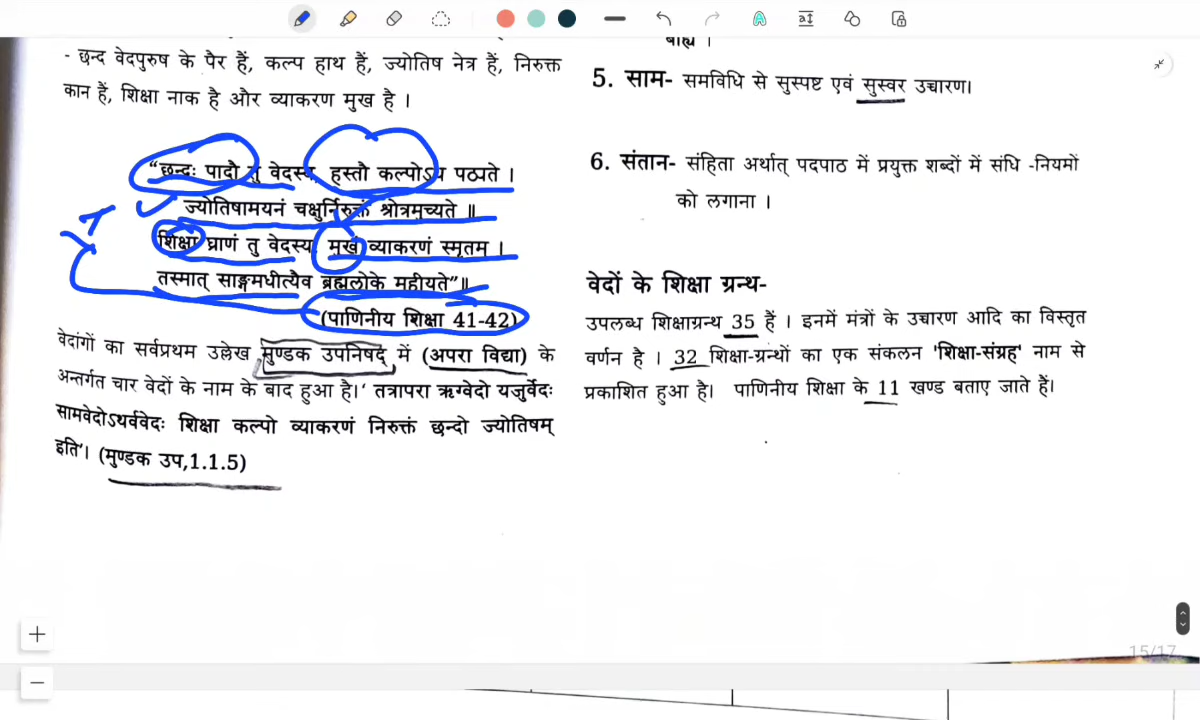 - छन्द वेदपुरुष के पैर हैं, कल्प हाथ हैं, ज्योतिष नेत्र हैं, निरुक्त
कान हैं, शिक्षा नाक है और व्याकरण मुख है ।
“छन्दः पादौ तु वेदस्य हस्तौ कल्पोऽथ पठ्यते ।
ज्योतिषामयनं चक्षुर्निरुक्तं श्रोत्रमुच्यते ॥
शिक्षा घ्राणं तु वेदस्य मुखं व्याकरणं स्मृतम ।
तस्मात् साङ्गमधीत्यैव ब्रह्मलोके महीयते”॥
(पाणिनीय शिक्षा 41-42)
वेदांगों का सर्वप्रथम उल्लेख मुण्डक उपनिषद् में (अपरा विद्या) के
अन्तर्गत चार वेदों के नाम के बाद हुआ है।‘ तत्रापरा ऋग्वेदो यजुर्वेदः
सामवेदोऽथर्ववेदः शिक्षा कल्पो व्याकरणं निरुक्तं छन्दो ज्योतिषम्
इति’। (मुण्डक उप,1.1.5)
बाह्य ।
5. साम- समविधि से सुस्पष्ट एवं सुस्वर उच्चारण।
6. संतान- संहिता अर्थात् पदपाठ में प्रयुक्त शब्दों में संधि -नियमों
को लगाना ।
वेदों के शिक्षा ग्रन्थ-
उपलब्ध शिक्षाग्रन्थ 35 हैं । इनमें मंत्रों के उच्चारण आदि का विस्तृत
वर्णन है । 32 शिक्षा-ग्रन्थों का एक संकलन 'शिक्षा-संग्रह' नाम से
प्रकाशित हुआ है। पाणिनीय शिक्षा के 11 खण्ड बताए जाते हैं।
15/17